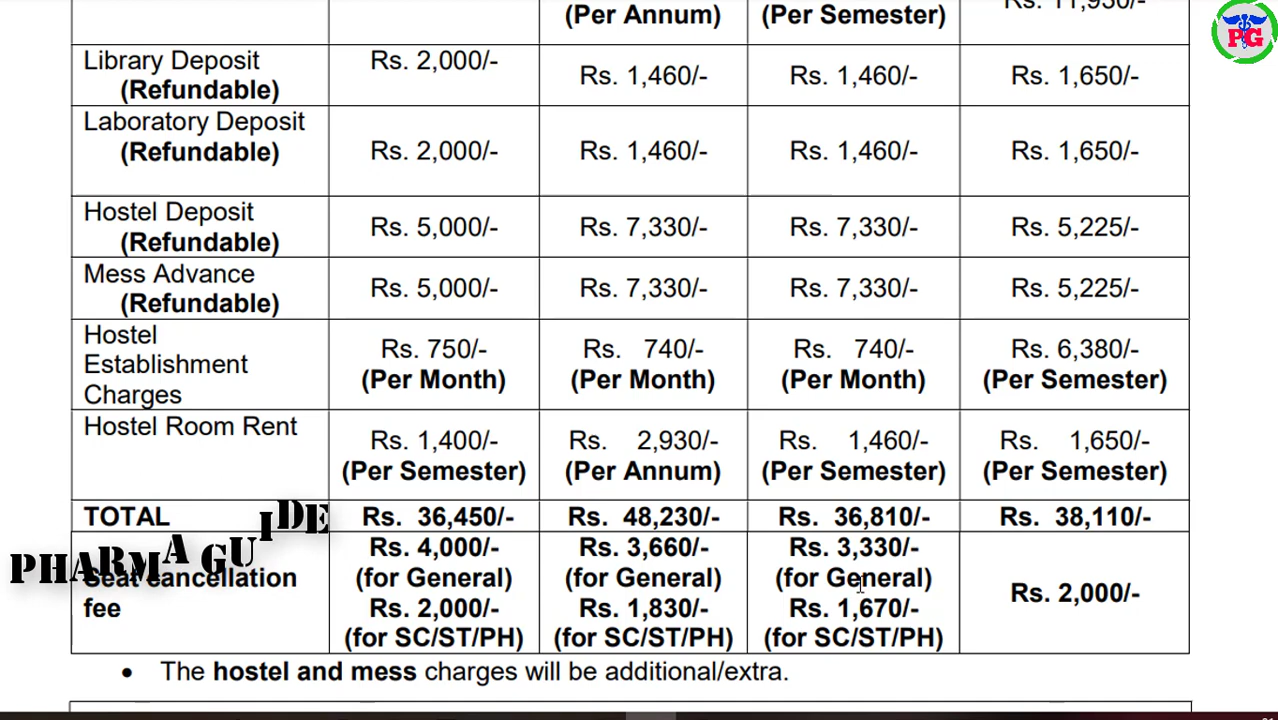 (Per Annum) (Per Semester)
PG
Library Deposit (Refundable) Rs. 2,000/- Rs. 1,460/- Rs. 1,460/- Rs. 1,650/-
Laboratory Deposit (Refundable) Rs. 2,000/- Rs. 1,460/- Rs. 1,460/- Rs. 1,650/-
Hostel Deposit (Refundable) Rs. 5,000/- Rs. 7,330/- Rs. 7,330/- Rs. 5,225/-
Mess Advance (Refundable) Rs. 5,000/- Rs. 7,330/- Rs. 7,330/- Rs. 5,225/-
Hostel Establishment Charges Rs. 750/- (Per Month) Rs. 740/- (Per Month) Rs. 740/- (Per Month) Rs. 6,380/- (Per Semester)
Hostel Room Rent Rs. 1,400/- (Per Semester) Rs. 2,930/- (Per Annum) Rs. 1,460/- (Per Semester) Rs. 1,650/- (Per Semester)
TOTAL Rs. 36,450/- Rs. 48,230/- Rs. 36,810/- Rs. 38,110/-
PHARMA GUIDE
Seat cancellation fee Rs. 4,000/- (for General) Rs. 2,000/- (for SC/ST/PH) Rs. 3,660/- (for General) Rs. 1,830/- (for SC/ST/PH) Rs. 3,330/- (for General) Rs. 1,670/- (for SC/ST/PH) Rs. 2,000/-
• The hostel and mess charges will be additional/extra.